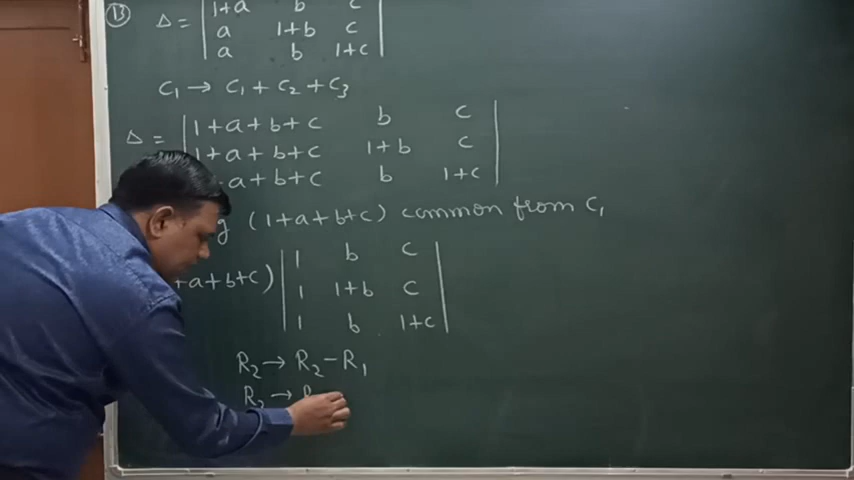 (13) Δ = | 1+a b c |
| a 1+b c |
| a b 1+c |
C₁ → C₁ + C₂ + C₃
Δ = | 1+a+b+c b c |
| 1+a+b+c 1+b c |
+a+b+c b 1+c |
g (1+a+b+c) common from C₁
+a+b+c) | 1 b c |
| 1 1+b c |
| 1 b 1+c |
R₂ → R₂ − R₁
R₃ → R